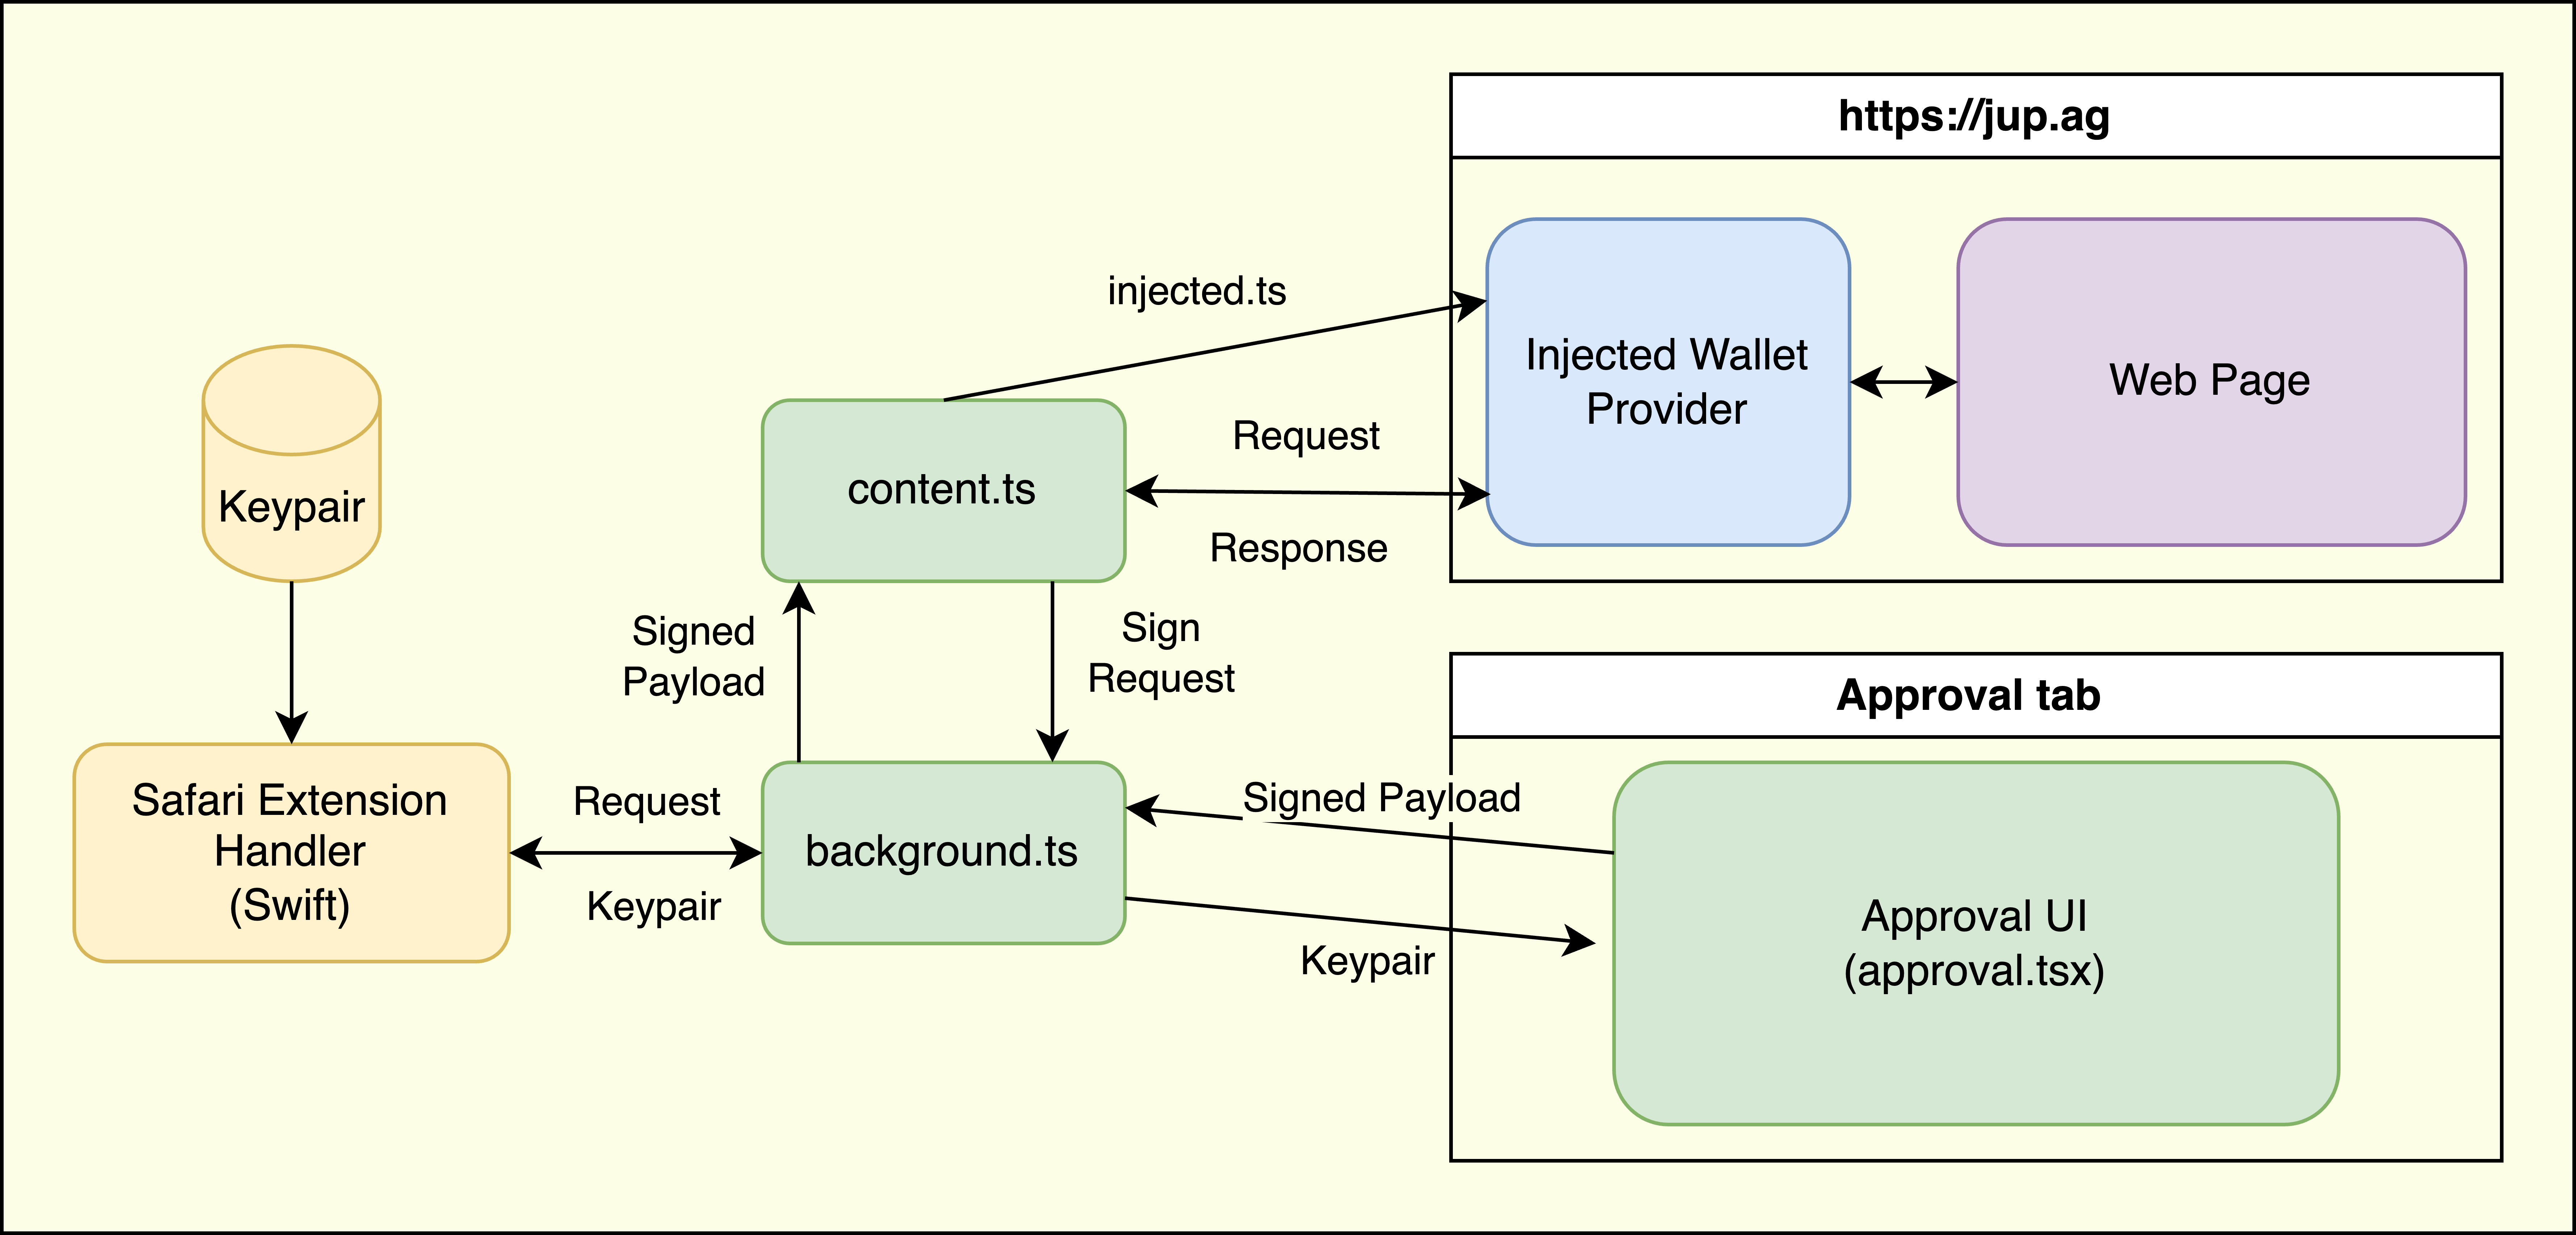 https://jup.ag
injected.ts
Injected Wallet
Provider
Web Page
Request
Keypair
content.ts
Response
Signed
Payload
Sign
Request
Approval tab
Safari Extension
Handler
(Swift)
Request
Keypair
background.ts
Signed Payload
Keypair
Approval UI
(approval.tsx)